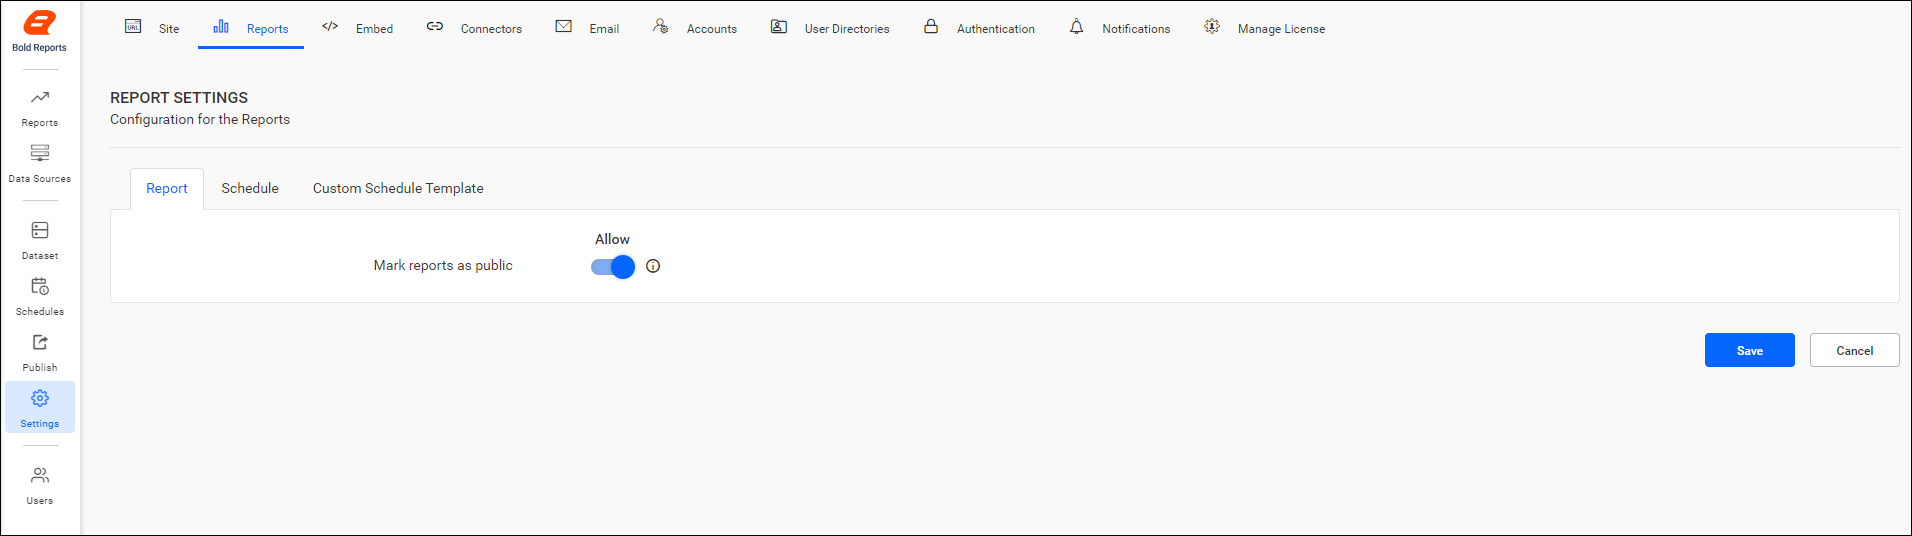 Bold Reports
Reports
Data Sources
Dataset
Schedules
Publish
Settings
Users
URL Site Reports </> Embed Connectors Email Accounts User Directories Authentication Notifications Manage License
REPORT SETTINGS
Configuration for the Reports
Report Schedule Custom Schedule Template
Allow
Mark reports as public
Save Cancel